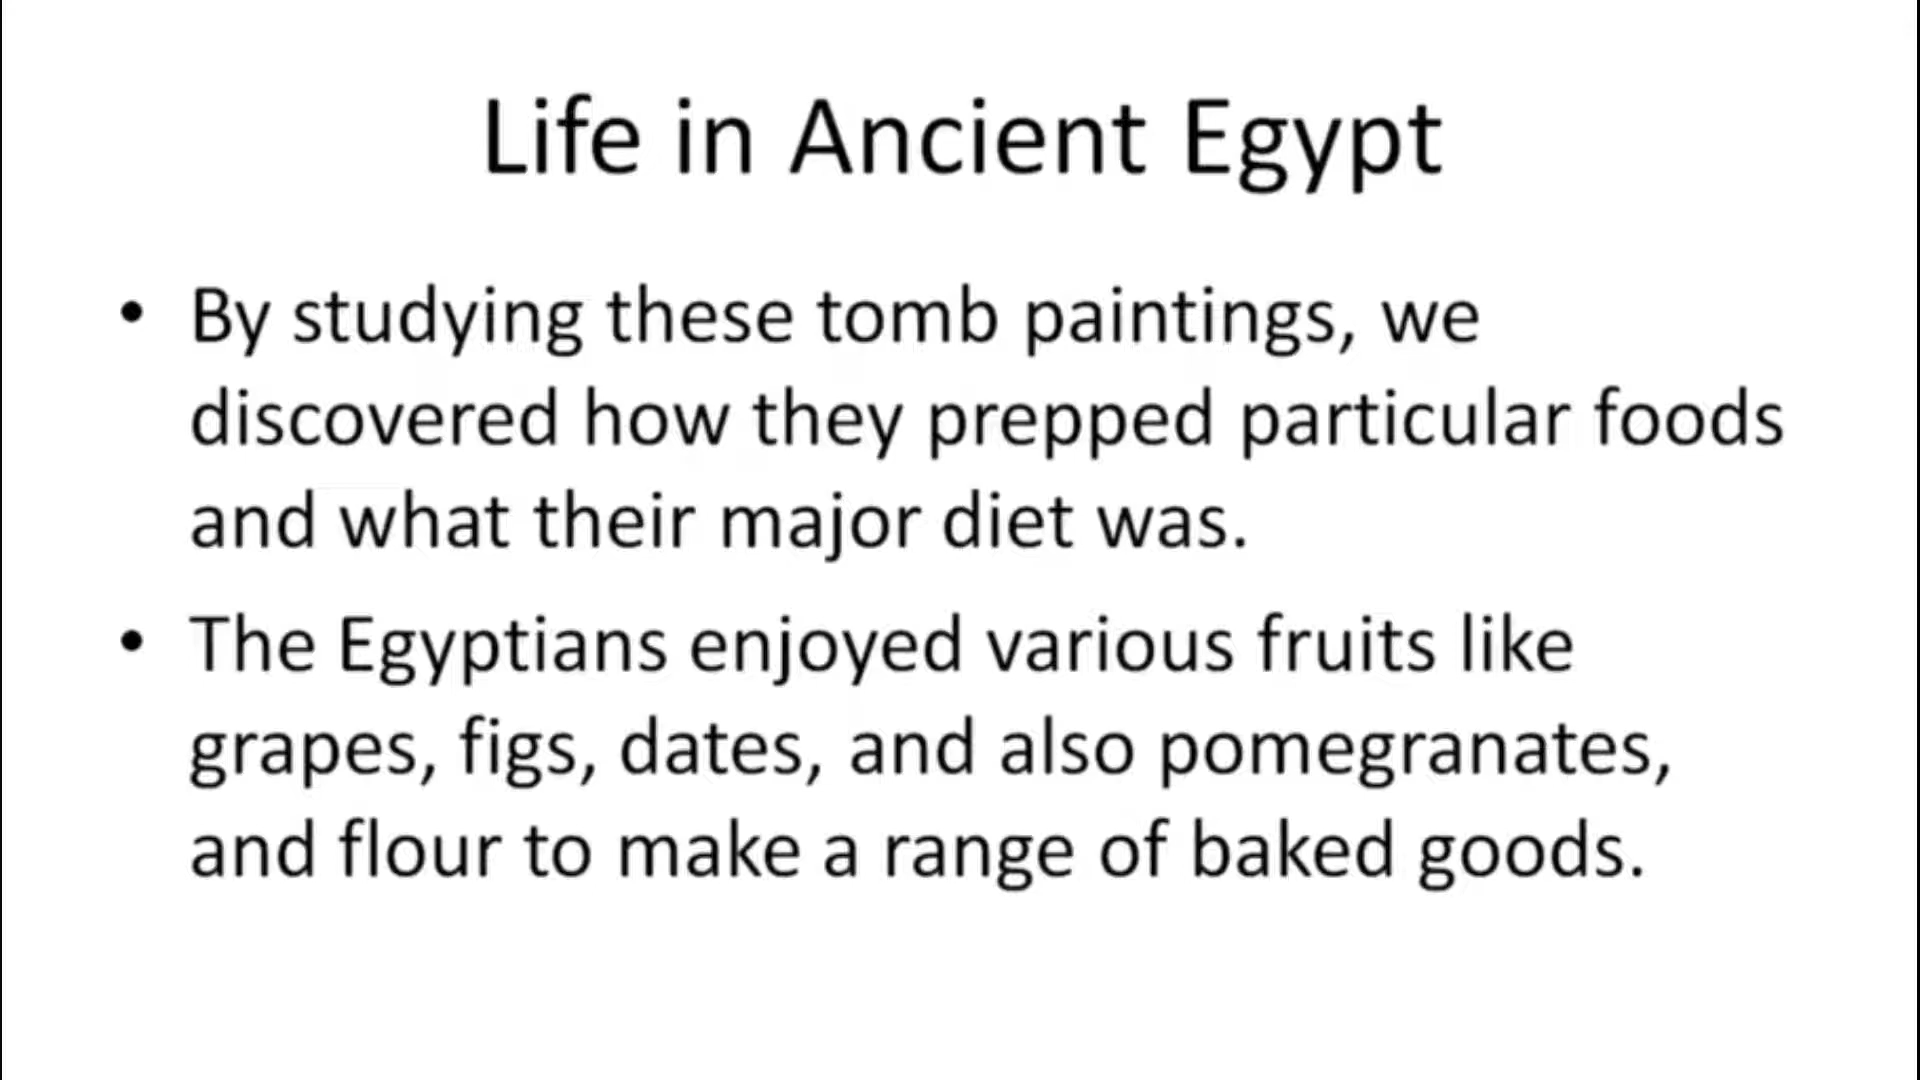 Life in Ancient Egypt
• By studying these tomb paintings, we
discovered how they prepped particular foods
and what their major diet was.
• The Egyptians enjoyed various fruits like
grapes, figs, dates, and also pomegranates,
and flour to make a range of baked goods.